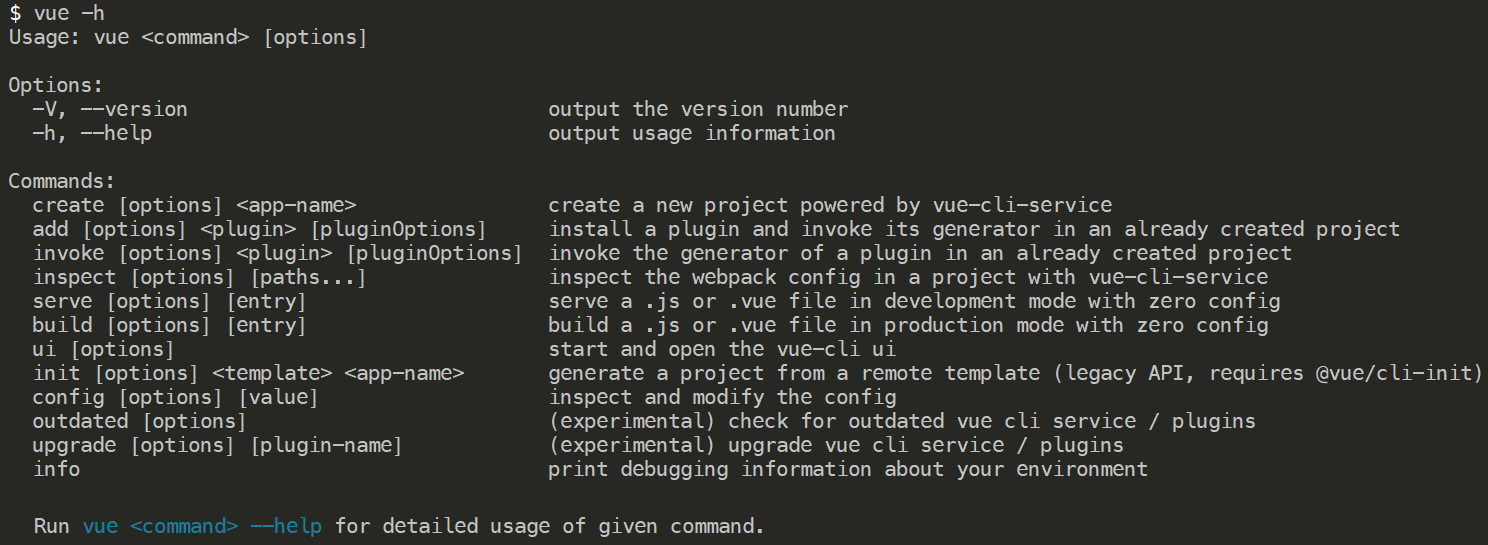 $ vue -h
Usage: vue <command> [options]
Options:
-V, --version output the version number
-h, --help output usage information
Commands:
create [options] <app-name> create a new project powered by vue-cli-service
add [options] <plugin> [pluginOptions] install a plugin and invoke its generator in an already created project
invoke [options] <plugin> [pluginOptions] invoke the generator of a plugin in an already created project
inspect [options] [paths...] inspect the webpack config in a project with vue-cli-service
serve [options] [entry] serve a .js or .vue file in development mode with zero config
build [options] [entry] build a .js or .vue file in production mode with zero config
ui [options] start and open the vue-cli ui
init [options] <template> <app-name> generate a project from a remote template (legacy API, requires @vue/cli-init)
config [options] [value] inspect and modify the config
outdated [options] (experimental) check for outdated vue cli service / plugins
upgrade [options] [plugin-name] (experimental) upgrade vue cli service / plugins
info print debugging information about your environment
Run vue <command> --help for detailed usage of given command.